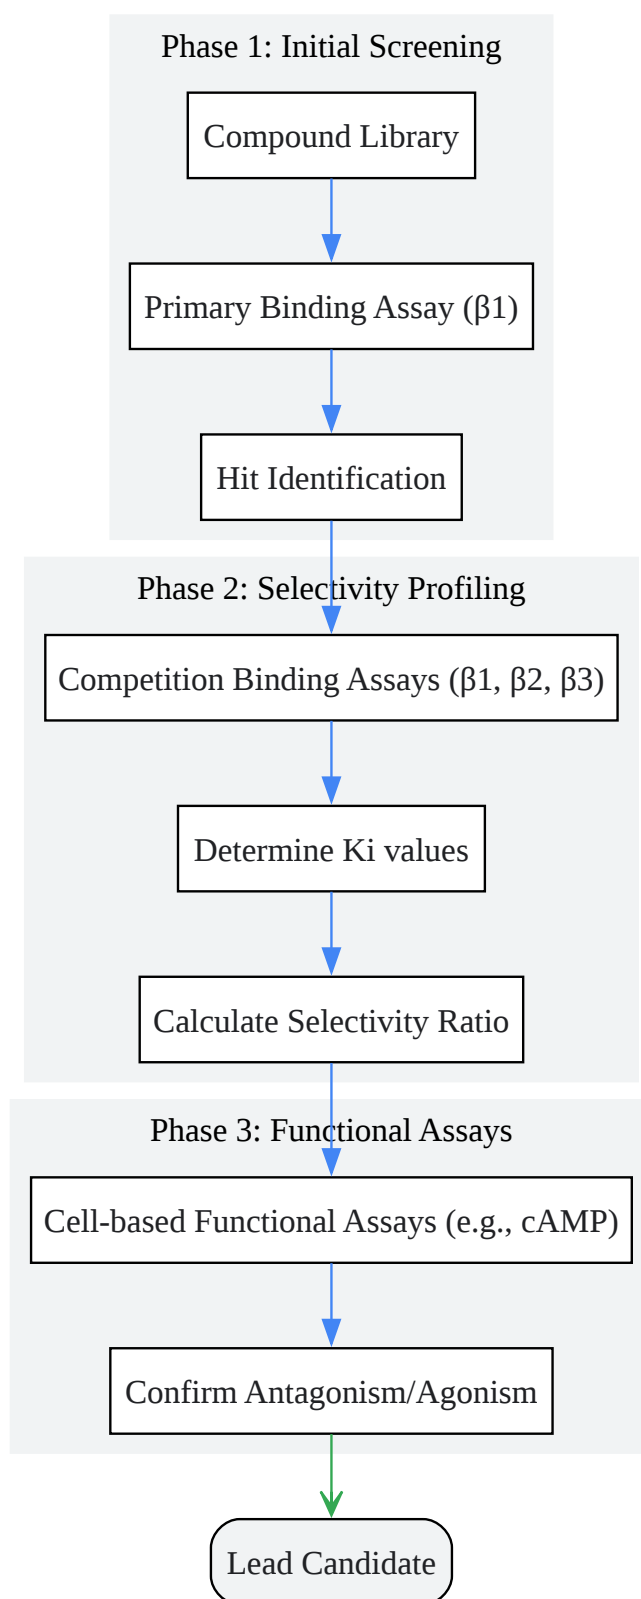 Phase 1: Initial Screening
Compound Library
Primary Binding Assay (β1)
Hit Identification
Phase 2: Selectivity Profiling
Competition Binding Assays (β1, β2, β3)
Determine Ki values
Calculate Selectivity Ratio
Phase 3: Functional Assays
Cell-based Functional Assays (e.g., cAMP)
Confirm Antagonism/Agonism
Lead Candidate